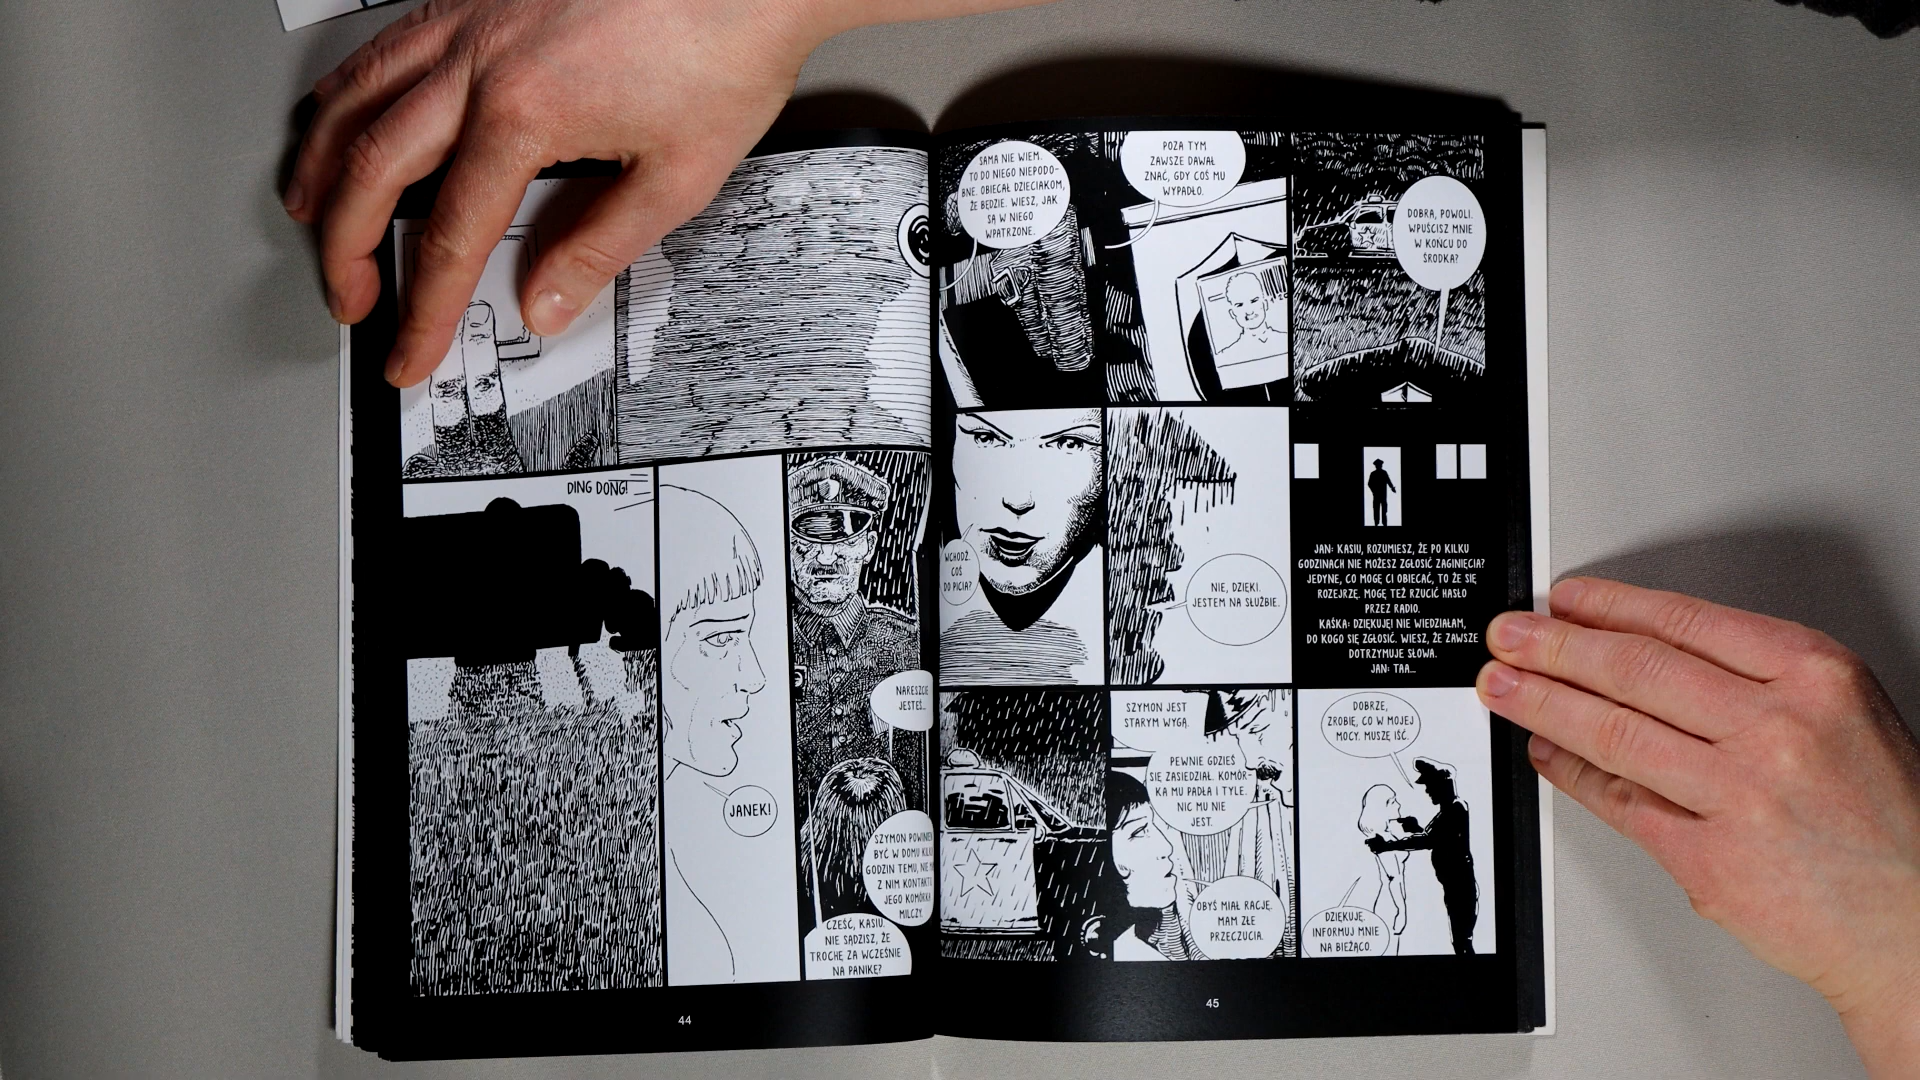 DING DONG!
JANEK!
NARESZCIE
JESTEŚ...
SZYMON POWINIEN
BYĆ W DOMU KILKA
GODZIN TEMU, NIE
Z NIM KONTAKTU
JEGO KOMÓRKA
MILCZY.
CZEŚĆ, KASIU.
NIE SĄDZISZ, ŻE
TROCHĘ ZA WCZEŚNIE
NA PANIKĘ?
44
SAMA NIE WIEM.
TO DO NIEGO NIEPODO-
BNE. OBIECAŁ DZIECIAKOM,
ŻE BĘDZIE. WIESZ, JAK
SĄ W NIEGO
WPATRZONE.
POZA TYM
ZAWSZE DAWAŁ
ZNAĆ, GDY COŚ MU
WYPADŁO.
DOBRA, POWOLI.
WPUŚCISZ MNIE
W KOŃCU DO
ŚRODKA?
WCHODŹ.
COŚ
DO PICIA?
NIE, DZIĘKI.
JESTEM NA SŁUŻBIE.
JAN: KASIU, ROZUMIESZ, ŻE PO KILKU
GODZINACH NIE MOŻESZ ZGŁOSIĆ ZAGINIĘCIA?
JEDYNE, CO MOGĘ CI OBIECAĆ, TO ŻE SIĘ
ROZEJRZĘ. MOGĘ TEŻ RZUCIĆ HASŁO
PRZEZ RADIO.
KAŚKA: DZIĘKUJĘ! NIE WIEDZIAŁAM,
DO KOGO SIĘ ZGŁOSIĆ. WIESZ, ŻE ZAWSZE
DOTRZYMUJE SŁOWA.
JAN: TAA...
SZYMON JEST
STARYM WYGĄ.
PEWNIE GDZIEŚ
SIĘ ZASIEDZIAŁ. KOMÓR-
KA MU PADŁA I TYLE.
NIC MU NIE
JEST.
OBYŚ MIAŁ RACJĘ.
MAM ZŁE
PRZECZUCIA.
DOBRZE,
ZROBIĘ, CO W MOJEJ
MOCY. MUSZĘ IŚĆ.
DZIĘKUJĘ.
INFORMUJ MNIE
NA BIEŻĄCO.
45